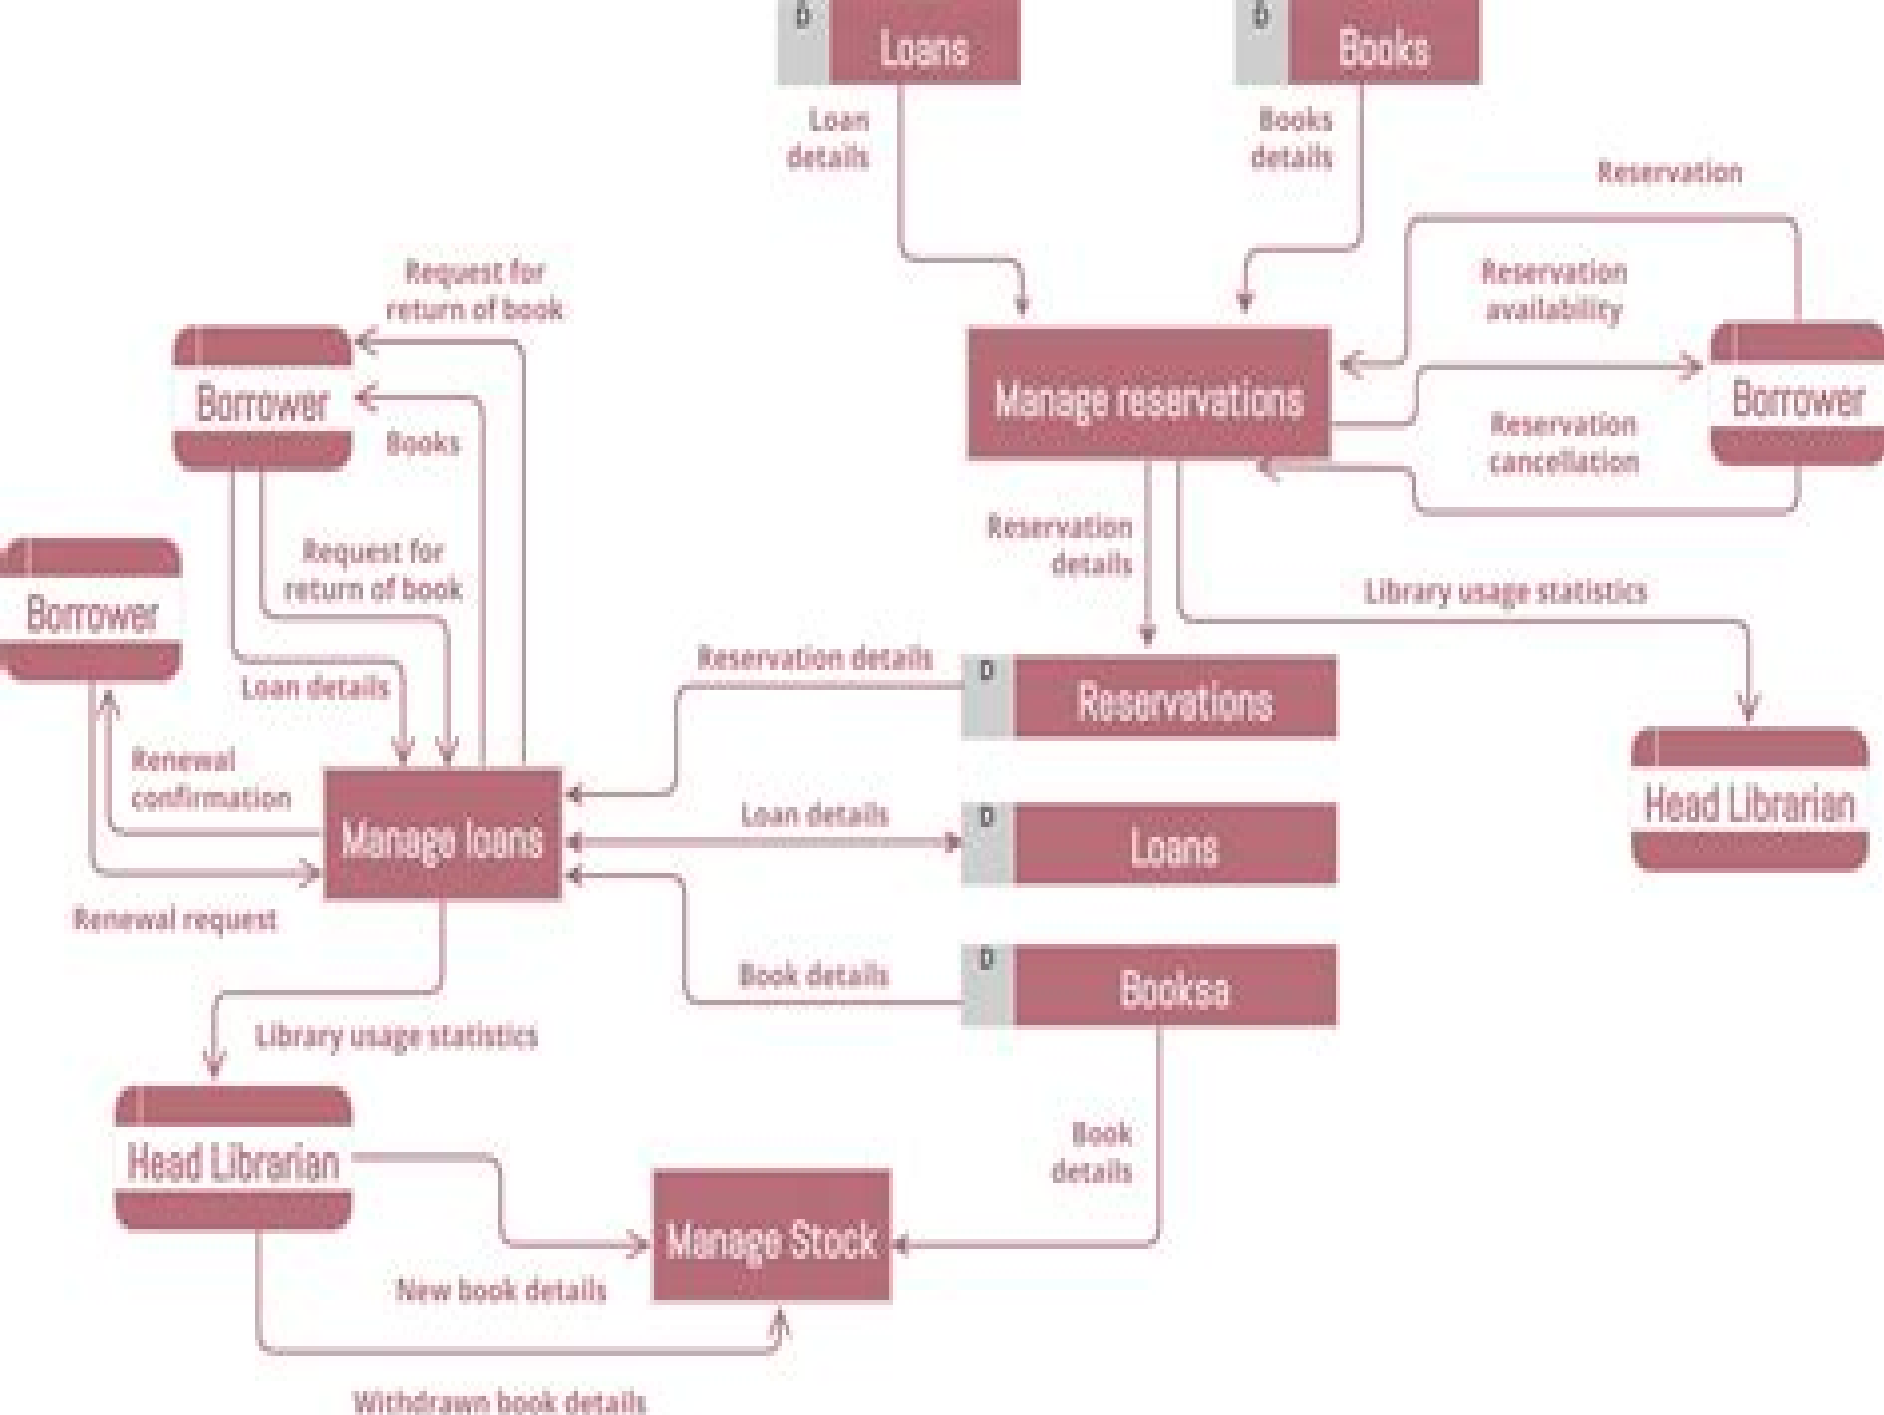 D
Loans
D
Books
Loan
details
Books
details
Reservation
Request for
return of book
Reservation
availability
Borrower
Books
Manage reservations
Borrower
Reservation
cancellation
Request for
return of book
Reservation
details
Borrower
Library usage statistics
Loan details
Reservation details
D
Reservations
Renewal
confirmation
Manage loans
Loan details
D
Loans
Head Librarian
Renewal request
Book details
D
Booksa
Library usage statistics
Head Librarian
Book
details
Manage Stock
New book details
Withdrawn book details